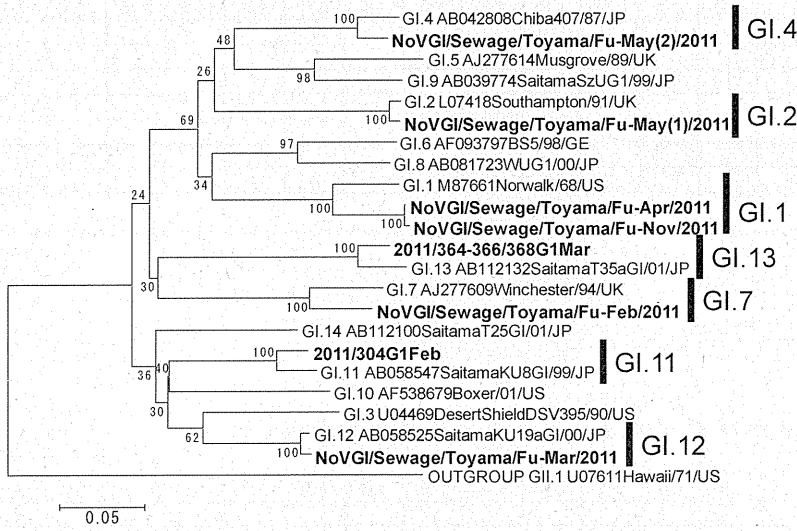 100 GI.4 AB042808Chiba407/87/JP
NoVGI/Sewage/Toyama/Fu-May(2)/2011
GI.4
48
GI.5 AJ277614Musgrove/89/UK
98 GI.9 AB039774SaitamaSzUG1/99/JP
26
GI.2 L07418Southampton/91/UK
100 NoVGI/Sewage/Toyama/Fu-May(1)/2011
GI.2
69
97 GI.6 AF093797BS5/98/GE
GI.8 AB081723WUG1/00/JP
34
GI.1 M87661Norwalk/68/US
100 NoVGI/Sewage/Toyama/Fu-Apr/2011
100 NoVGI/Sewage/Toyama/Fu-Nov/2011
GI.1
24
100 2011/364-366/368G1Mar
GI.13 AB112132SaitamaT35aGI/01/JP
GI.13
30
GI.7 AJ277609Winchester/94/UK
100 NoVGI/Sewage/Toyama/Fu-Feb/2011
GI.7
GI.14 AB112100SaitamaT25GI/01/JP
36
100 2011/304G1Feb
40 GI.11 AB058547SaitamaKU8GI/99/JP
GI.11
GI.10 AF538679Boxer/01/US
30
GI.3 U04469DesertShieldDSV395/90/US
62
GI.12 AB058525SaitamaKU19aGI/00/JP
100 NoVGI/Sewage/Toyama/Fu-Mar/2011
GI.12
OUTGROUP GII.1 U07611Hawaii/71/US
0.05